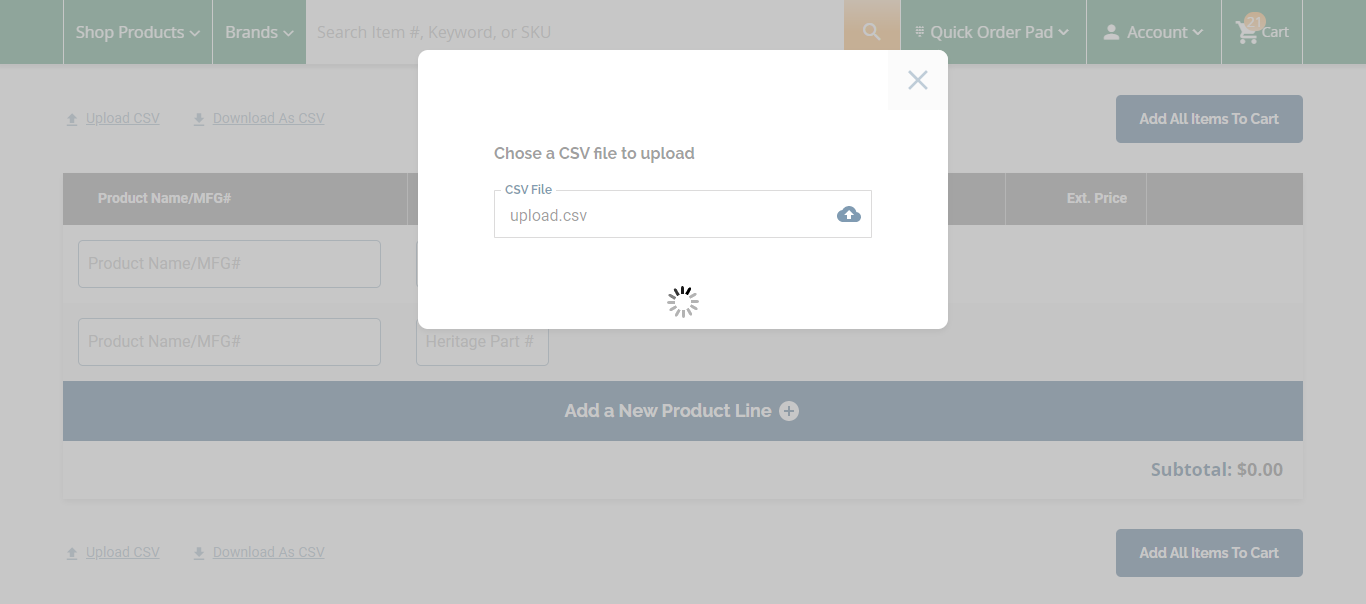 Shop Products
Brands
Search Item #, Keyword, or SKU
Quick Order Pad
Account
21
Cart
Upload CSV
Download As CSV
Add All Items To Cart
Chose a CSV file to upload
CSV File
upload.csv
Product Name/MFG#
Ext. Price
Product Name/MFG#
Product Name/MFG#
Heritage Part #
Add a New Product Line
Subtotal: $0.00
Upload CSV
Download As CSV
Add All Items To Cart